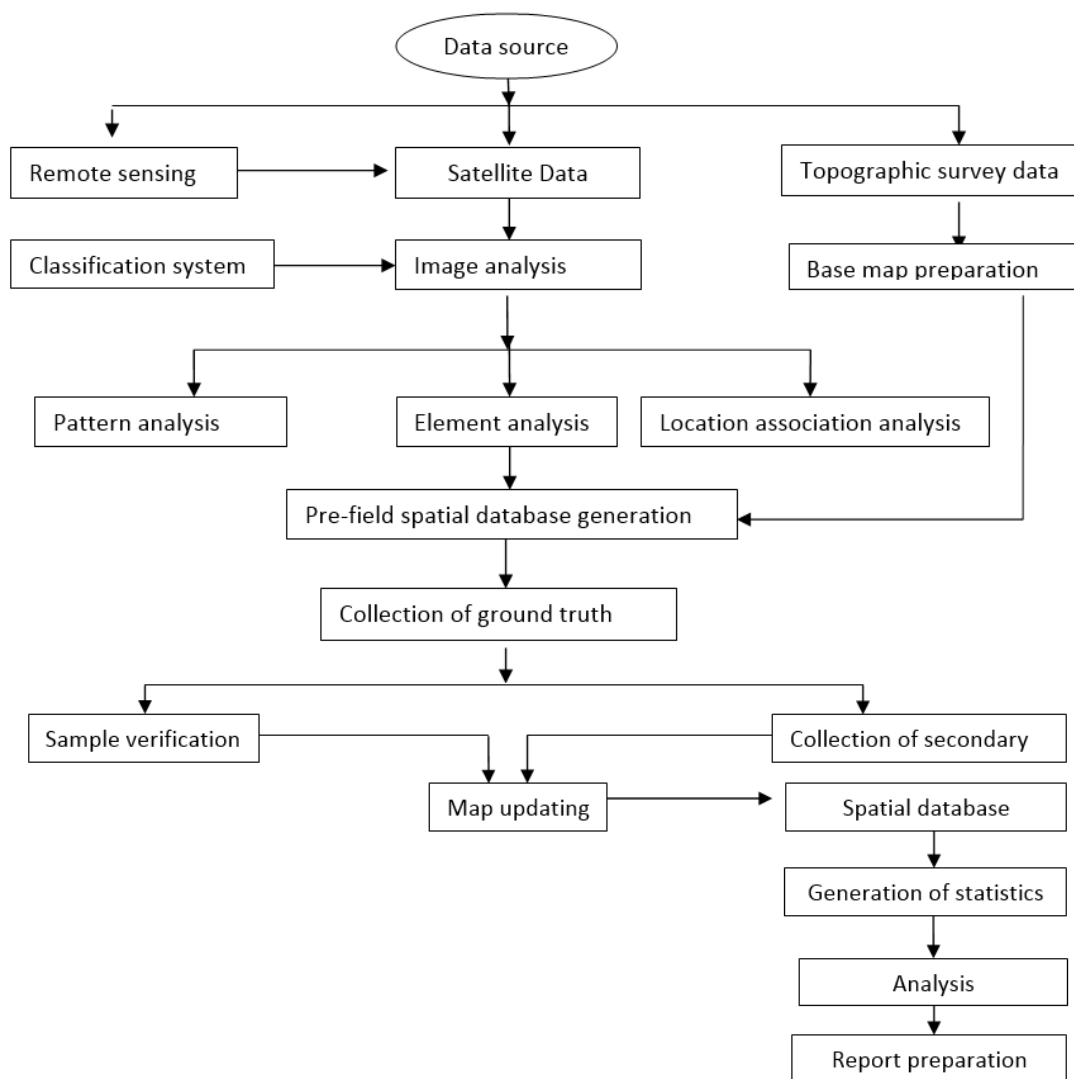 Data source
Remote sensing
Satellite Data
Topographic survey data
Classification system
Image analysis
Base map preparation
Pattern analysis
Element analysis
Location association analysis
Pre-field spatial database generation
Collection of ground truth
Sample verification
Collection of secondary
Map updating
Spatial database
Generation of statistics
Analysis
Report preparation